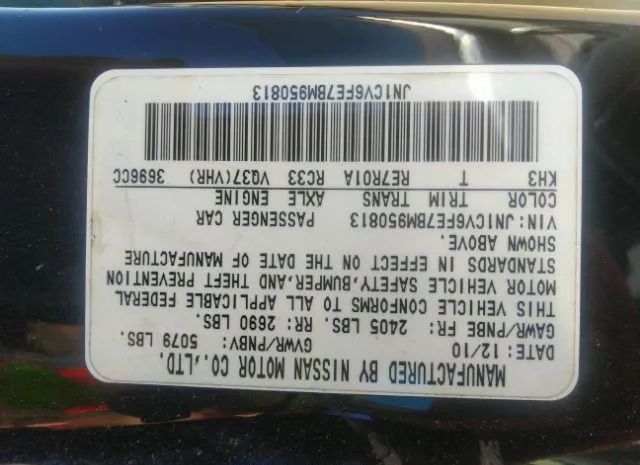 MANUFACTURED BY NISSAN MOTOR CO.,LTD.
DATE: 12/10 GVWR/PNBV: 5079 LBS.
GAWR/PNBE FR: 2405 LBS. RR: 2690 LBS.
THIS VEHICLE CONFORMS TO ALL APPLICABLE FEDERAL
MOTOR VEHICLE SAFETY,BUMPER,AND THEFT PREVENTION
STANDARDS IN EFFECT ON THE DATE OF MANUFACTURE
SHOWN ABOVE.
VIN:JN1CV6FE7BM950813 PASSENGER CAR
COLOR TRIM TRANS AXLE ENGINE
KH3 T RE7R01A RC33 VQ37(VHR) 3696CC
JN1CV6FE7BM950813